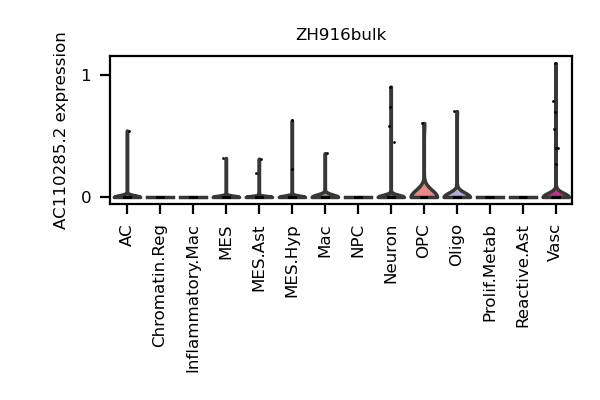 ZH916bulk
AC110285.2 expression
1
0
AC
Chromatin.Reg
Inflammatory.Mac
MES
MES.Ast
MES.Hyp
Mac
NPC
Neuron
OPC
Oligo
Prolif.Metab
Reactive.Ast
Vasc